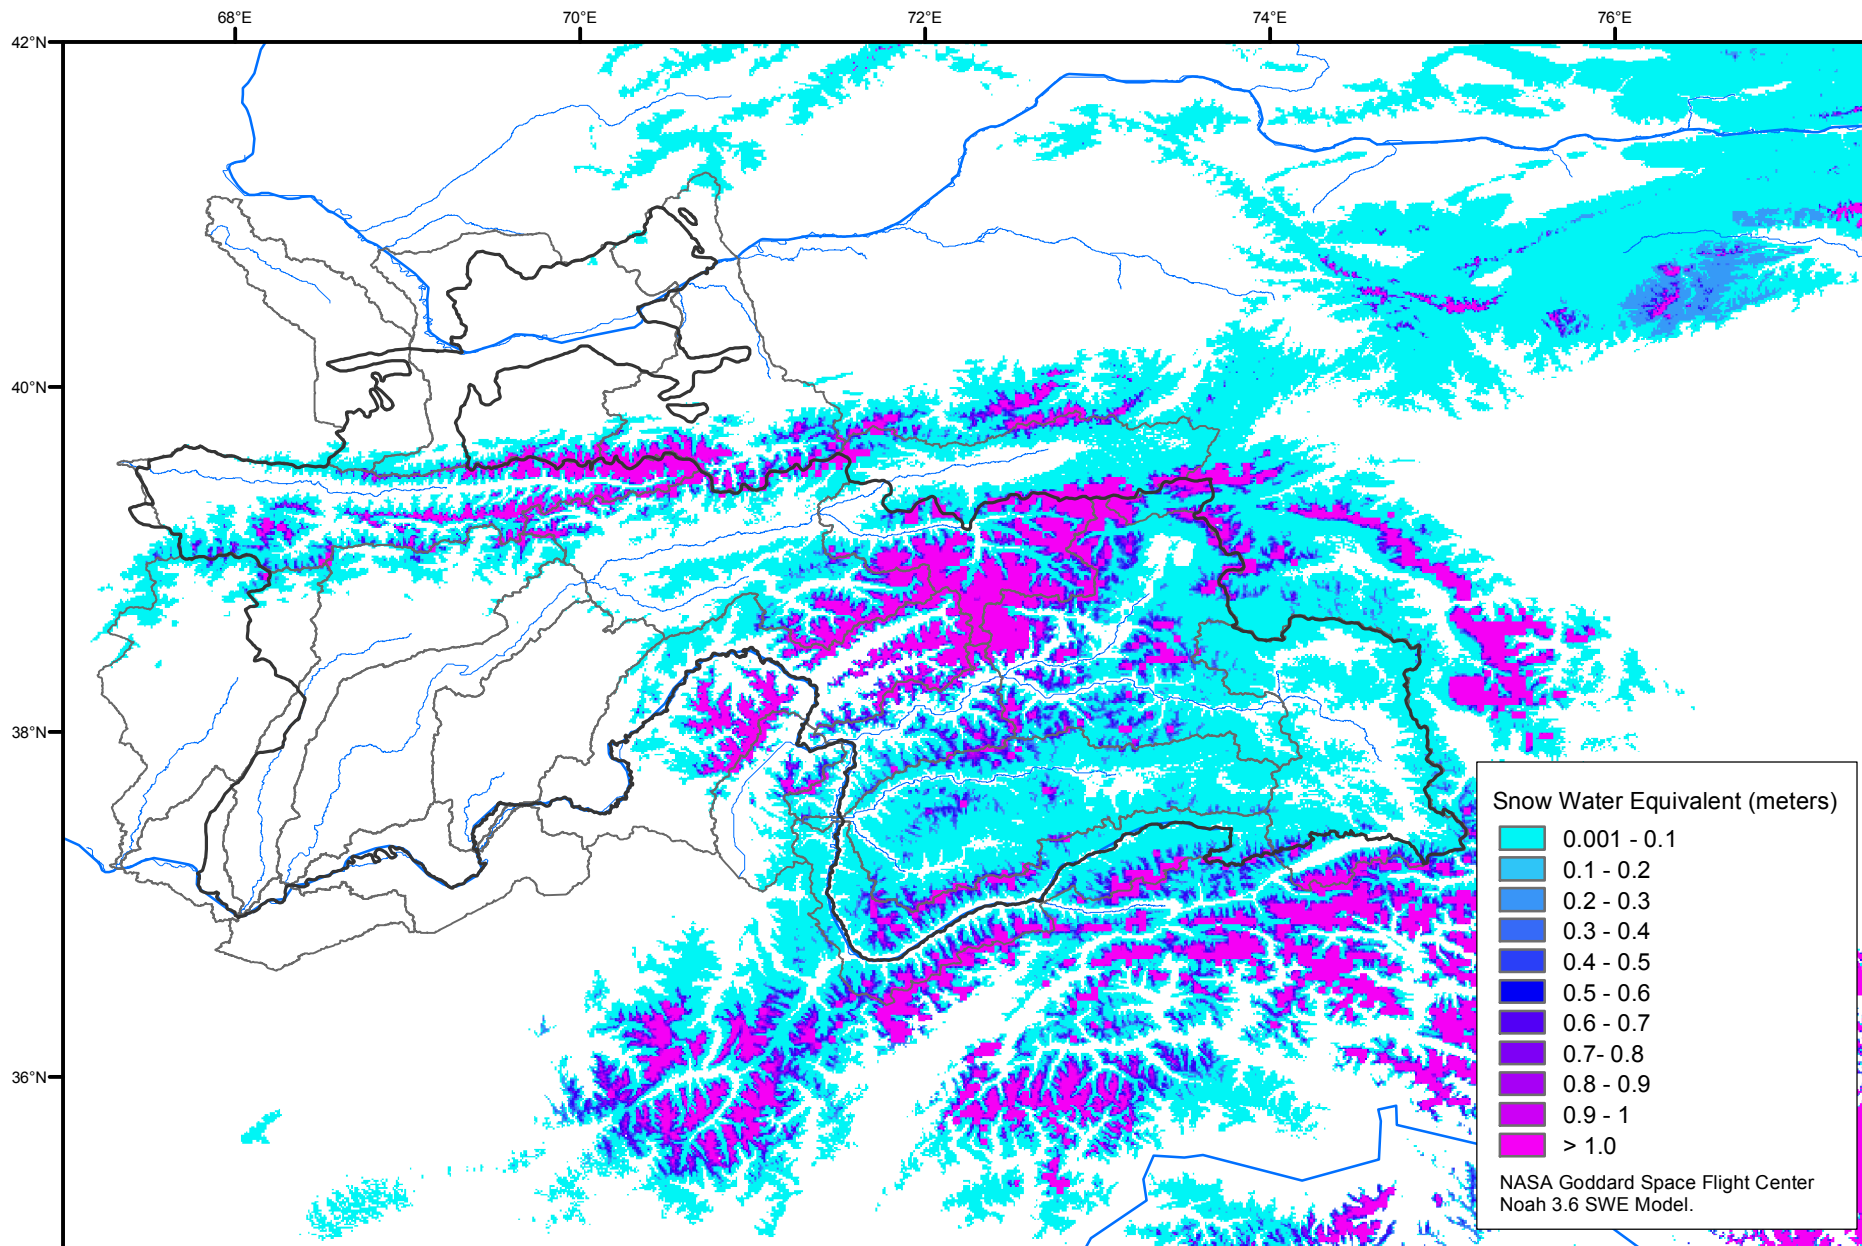 68°E 70°E 72°E 74°E 76°E
42°N
40°N
38°N
36°N
Snow Water Equivalent (meters)
0.001 - 0.1
0.1 - 0.2
0.2 - 0.3
0.3 - 0.4
0.4 - 0.5
0.5 - 0.6
0.6 - 0.7
0.7- 0.8
0.8 - 0.9
0.9 - 1
> 1.0
NASA Goddard Space Flight Center
Noah 3.6 SWE Model.